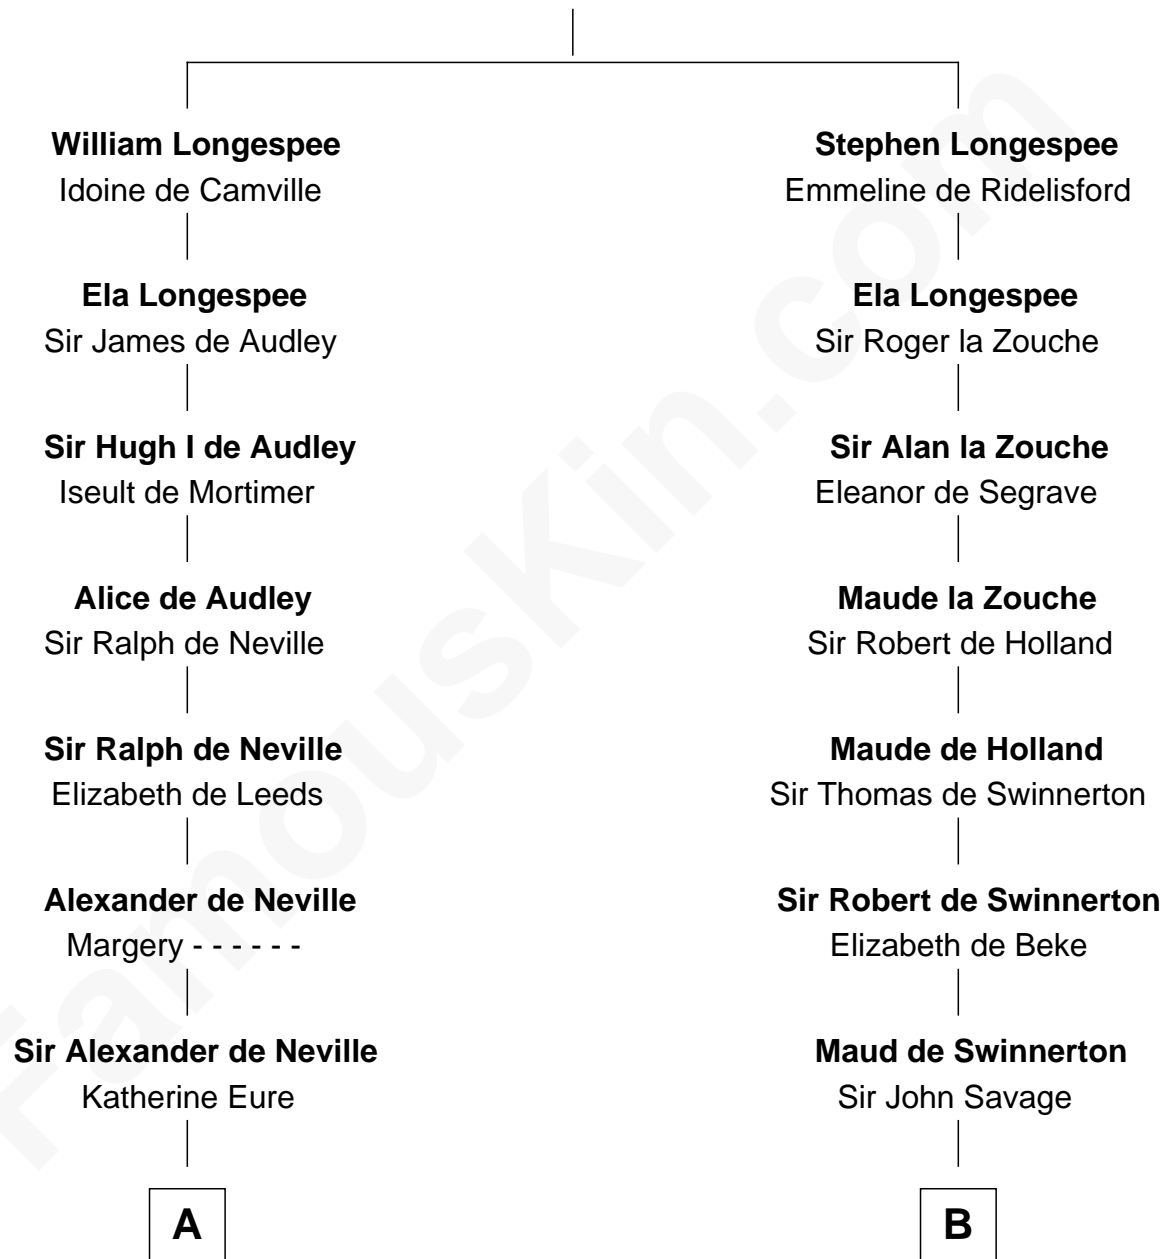 William Longespee
Idoine de Camville
Ela Longespee
Sir James de Audley
Sir Hugh I de Audley
Iseult de Mortimer
Alice de Audley
Sir Ralph de Neville
Sir Ralph de Neville
Elizabeth de Leeds
Alexander de Neville
Margery - - - - - -
Sir Alexander de Neville
Katherine Eure
A
Stephen Longespee
Emmeline de Ridelisford
Ela Longespee
Sir Roger la Zouche
Sir Alan la Zouche
Eleanor de Segrave
Maude la Zouche
Sir Robert de Holland
Maude de Holland
Sir Thomas de Swinnerton
Sir Robert de Swinnerton
Elizabeth de Beke
Maud de Swinnerton
Sir John Savage
B
FamousKin.com